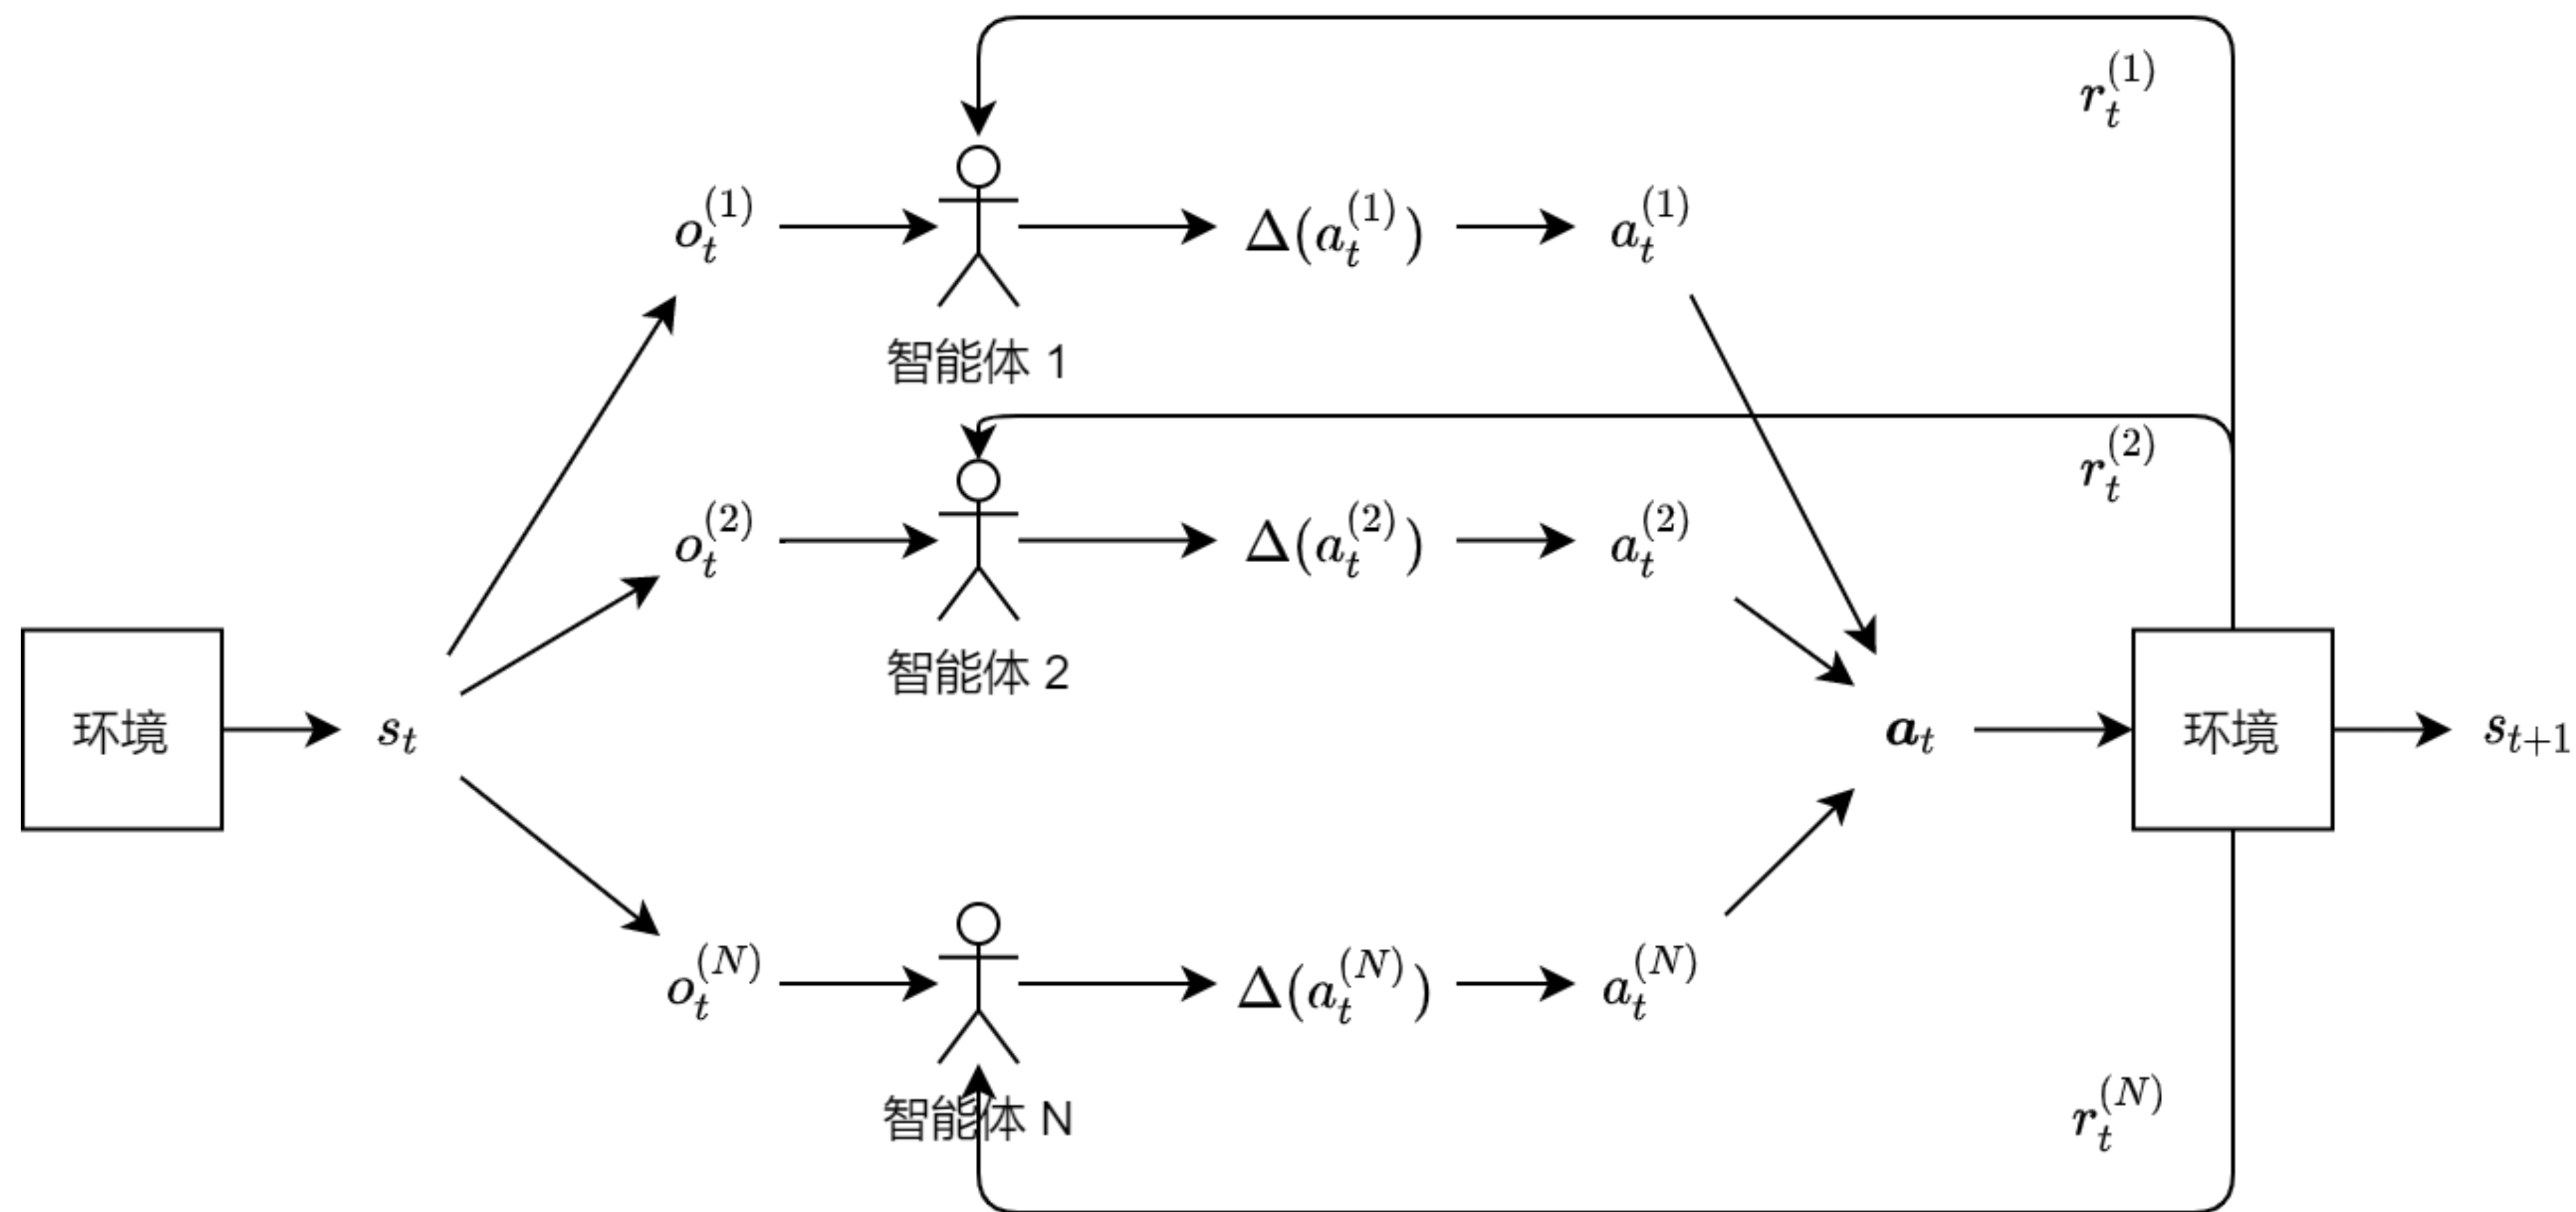 r_t^{(1)}
o_t^{(1)} Δ(a_t^{(1)}) a_t^{(1)}
智能体 1
r_t^{(2)}
o_t^{(2)} Δ(a_t^{(2)}) a_t^{(2)}
智能体 2
环境 s_t a_t 环境 s_{t+1}
o_t^{(N)} Δ(a_t^{(N)}) a_t^{(N)}
智能体 N
r_t^{(N)}